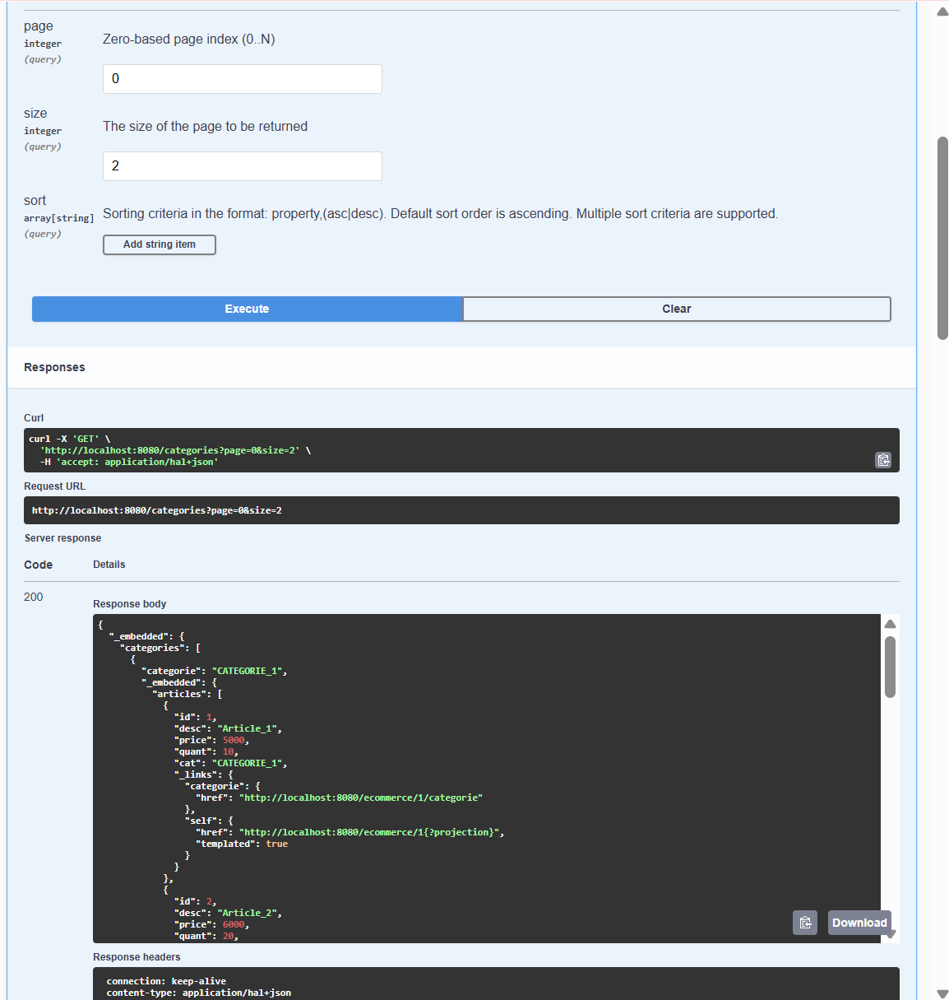 page
integer
(query)
Zero-based page index (0..N)
0
size
integer
(query)
The size of the page to be returned
2
sort
array[string]
(query)
Sorting criteria in the format: property,(asc|desc). Default sort order is ascending. Multiple sort criteria are supported.
Add string item
Execute
Clear
Responses
Curl
curl -X 'GET' \
  'http://localhost:8080/categories?page=0&size=2' \
  -H 'accept: application/hal+json'
Request URL
http://localhost:8080/categories?page=0&size=2
Server response
Code
Details
200
Response body
{
  "_embedded": {
    "categories": [
      {
        "categorie": "CATEGORIE_1",
        "_embedded": {
          "articles": [
            {
              "id": 1,
              "desc": "Article_1",
              "price": 5000,
              "quant": 10,
              "cat": "CATEGORIE_1",
              "_links": {
                "categorie": {
                  "href": "http://localhost:8080/ecommerce/1/categorie"
                },
                "self": {
                  "href": "http://localhost:8080/ecommerce/1{?projection}",
                  "templated": true
                }
              }
            },
            {
              "id": 2,
              "desc": "Article_2",
              "price": 6000,
              "quant": 20,
Download
Response headers
connection: keep-alive
content-type: application/hal+json